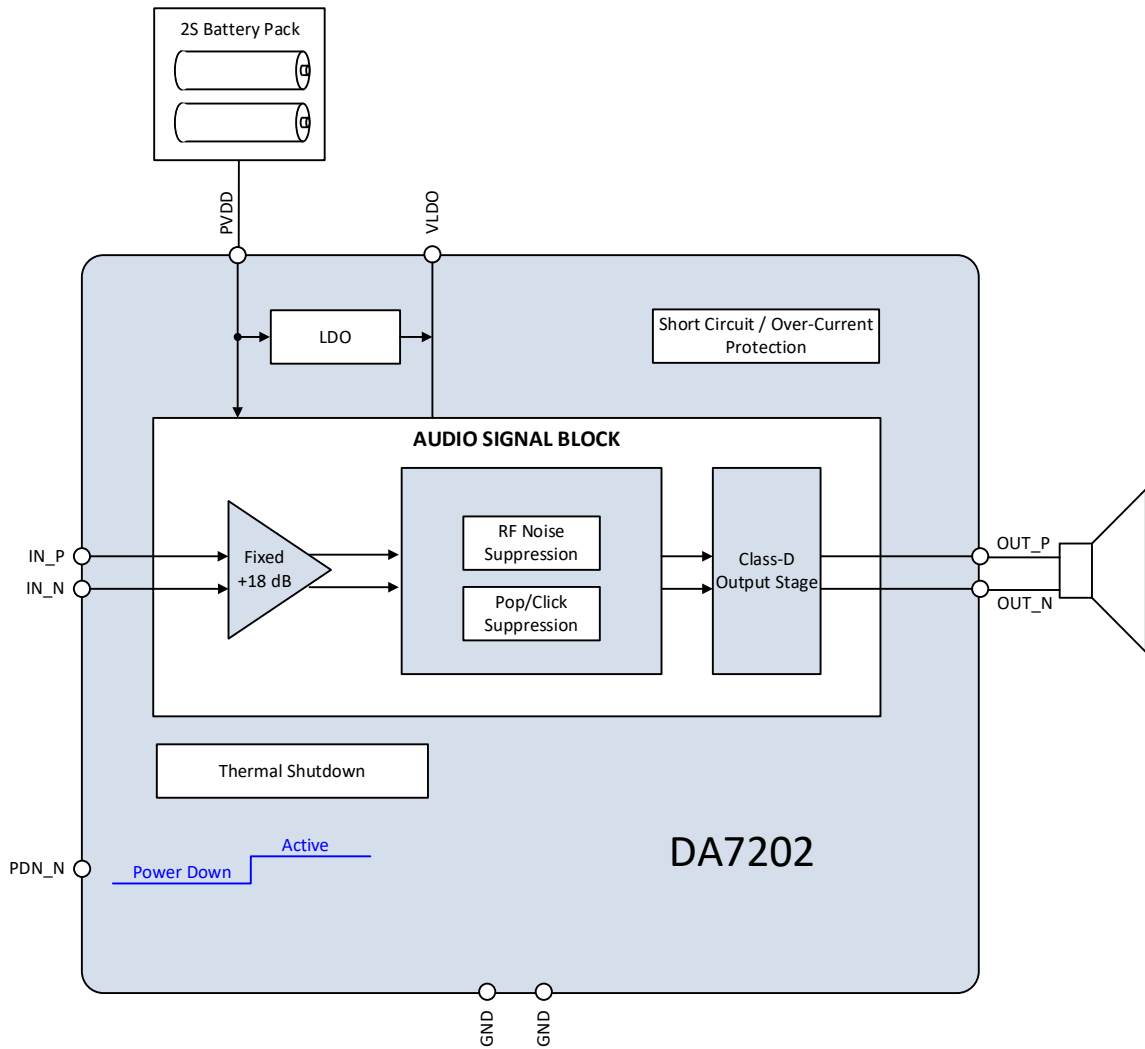 2S Battery Pack
PVDD
VLDO
LDO
Short Circuit / Over-Current
Protection
AUDIO SIGNAL BLOCK
Fixed
+18 dB
RF Noise
Suppression
Pop/Click
Suppression
Class-D
Output Stage
IN_P
IN_N
OUT_P
OUT_N
Thermal Shutdown
PDN_N
Power Down
Active
DA7202
GND
GND